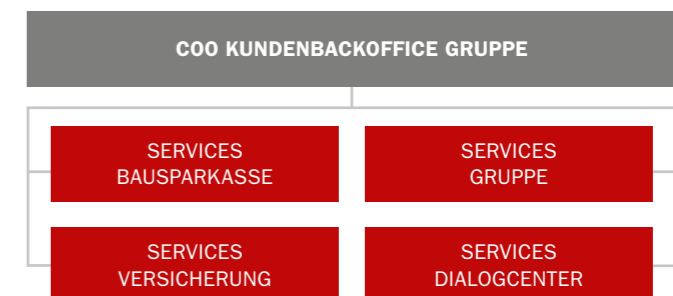 COO KUNDENBACKOFFICE GRUPPE
SERVICES
BAUSPARKASSE
SERVICES
GRUPPE
SERVICES
VERSICHERUNG
SERVICES
DIALOGCENTER